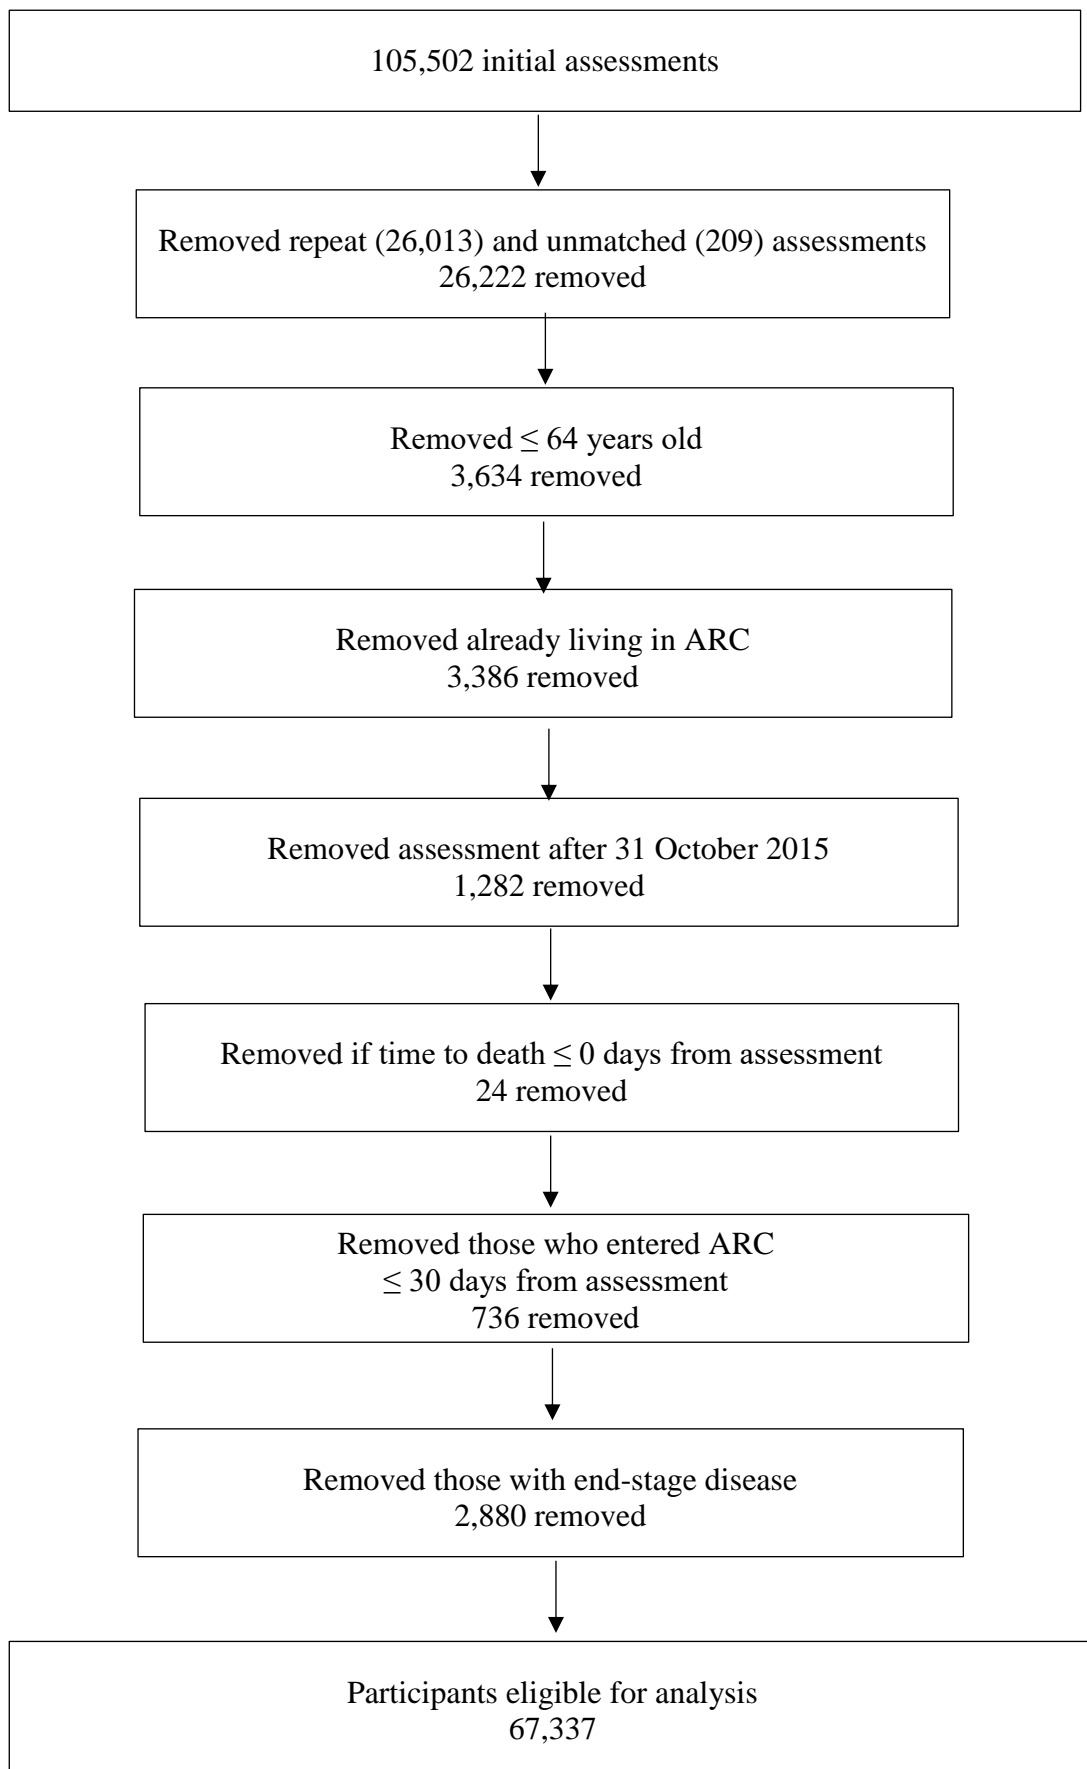 105,502 initial assessments
Removed repeat (26,013) and unmatched (209) assessments
26,222 removed
Removed ≤ 64 years old
3,634 removed
Removed already living in ARC
3,386 removed
Removed assessment after 31 October 2015
1,282 removed
Removed if time to death ≤ 0 days from assessment
24 removed
Removed those who entered ARC
≤ 30 days from assessment
736 removed
Removed those with end-stage disease
2,880 removed
Participants eligible for analysis
67,337